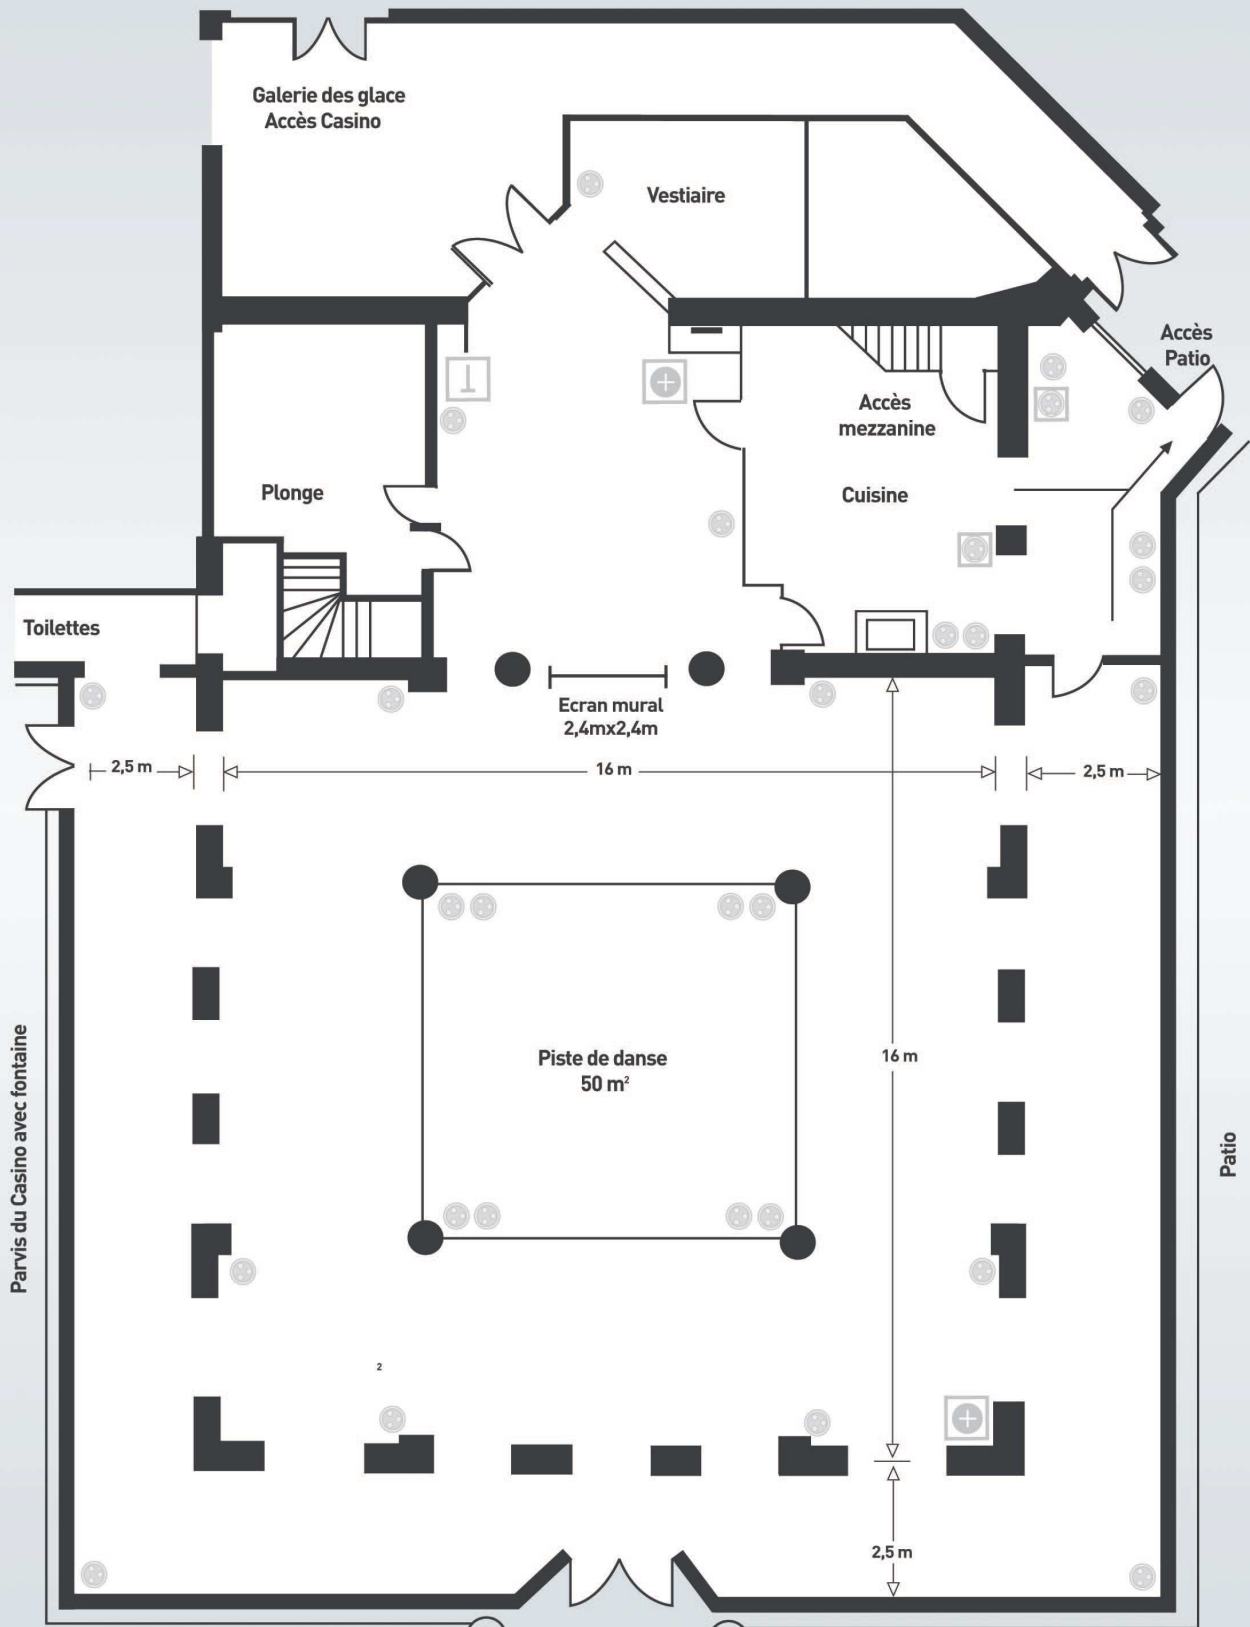 Galerie des glace
Accès Casino
Vestiaire
Accès
Patio
Accès
mezzanine
Plonge
Cuisine
Toilettes
Ecran mural
2,4mx2,4m
2,5 m
16 m
2,5 m
Piste de danse
50 m²
16 m
Parvis du Casino avec fontaine
Patio
2
2,5 m